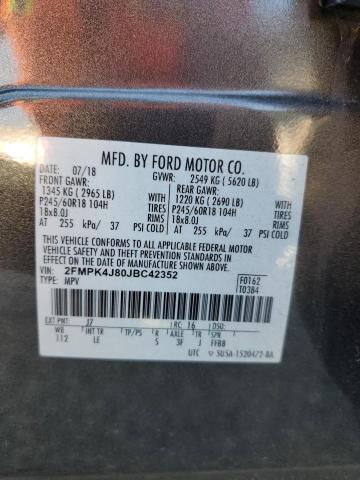 MFD. BY FORD MOTOR CO.
DATE: 07/18 GVWR: 2549 KG ( 5620 LB)
FRONT GAWR: REAR GAWR:
1345 KG ( 2965 LB) WITH 1220 KG ( 2690 LB) WITH
P245/60R18 104H TIRES P245/60R18 104H TIRES
18x8.0J RIMS 18x8.0J RIMS
AT 255 kPa/ 37 PSI COLD AT 255 kPa/ 37 PSI COLD
THIS VEHICLE CONFORMS TO ALL APPLICABLE FEDERAL MOTOR
VEHICLE SAFETY AND THEFT PREVENTION STANDARDS IN
EFFECT ON THE DATE OF MANUFACTURE SHOWN ABOVE.
VIN: 2FMPK4J80JBC42352 F0162
TYPE: MPV T0384
EXT PNT: J7 RC: 16 DSO:
WB INT TR TP/PS R AXLE TR SPR
112 LE S 3F J FFBB
UTC ▽ 5U5A-1520472-BA